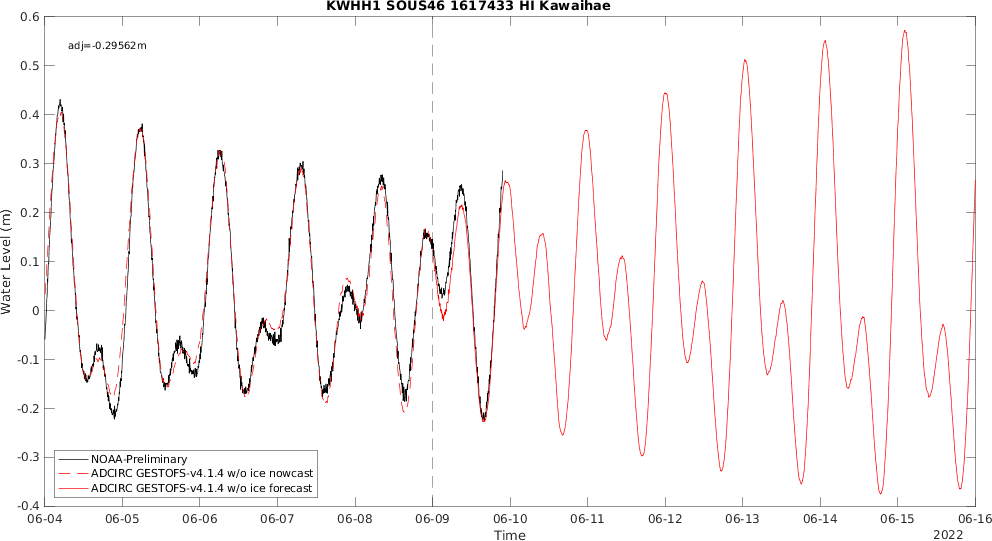 KWHH1 SOUS46 1617433 HI Kawaihae
adj=-0.29562m
0.6
0.5
0.4
0.3
0.2
0.1
0
-0.1
-0.2
-0.3
-0.4
Water Level (m)
NOAA-Preliminary
ADCIRC GESTOFS-v4.1.4 w/o ice nowcast
ADCIRC GESTOFS-v4.1.4 w/o ice forecast
06-04 06-05 06-06 06-07 06-08 06-09 06-10 06-11 06-12 06-13 06-14 06-15 06-16
Time
2022